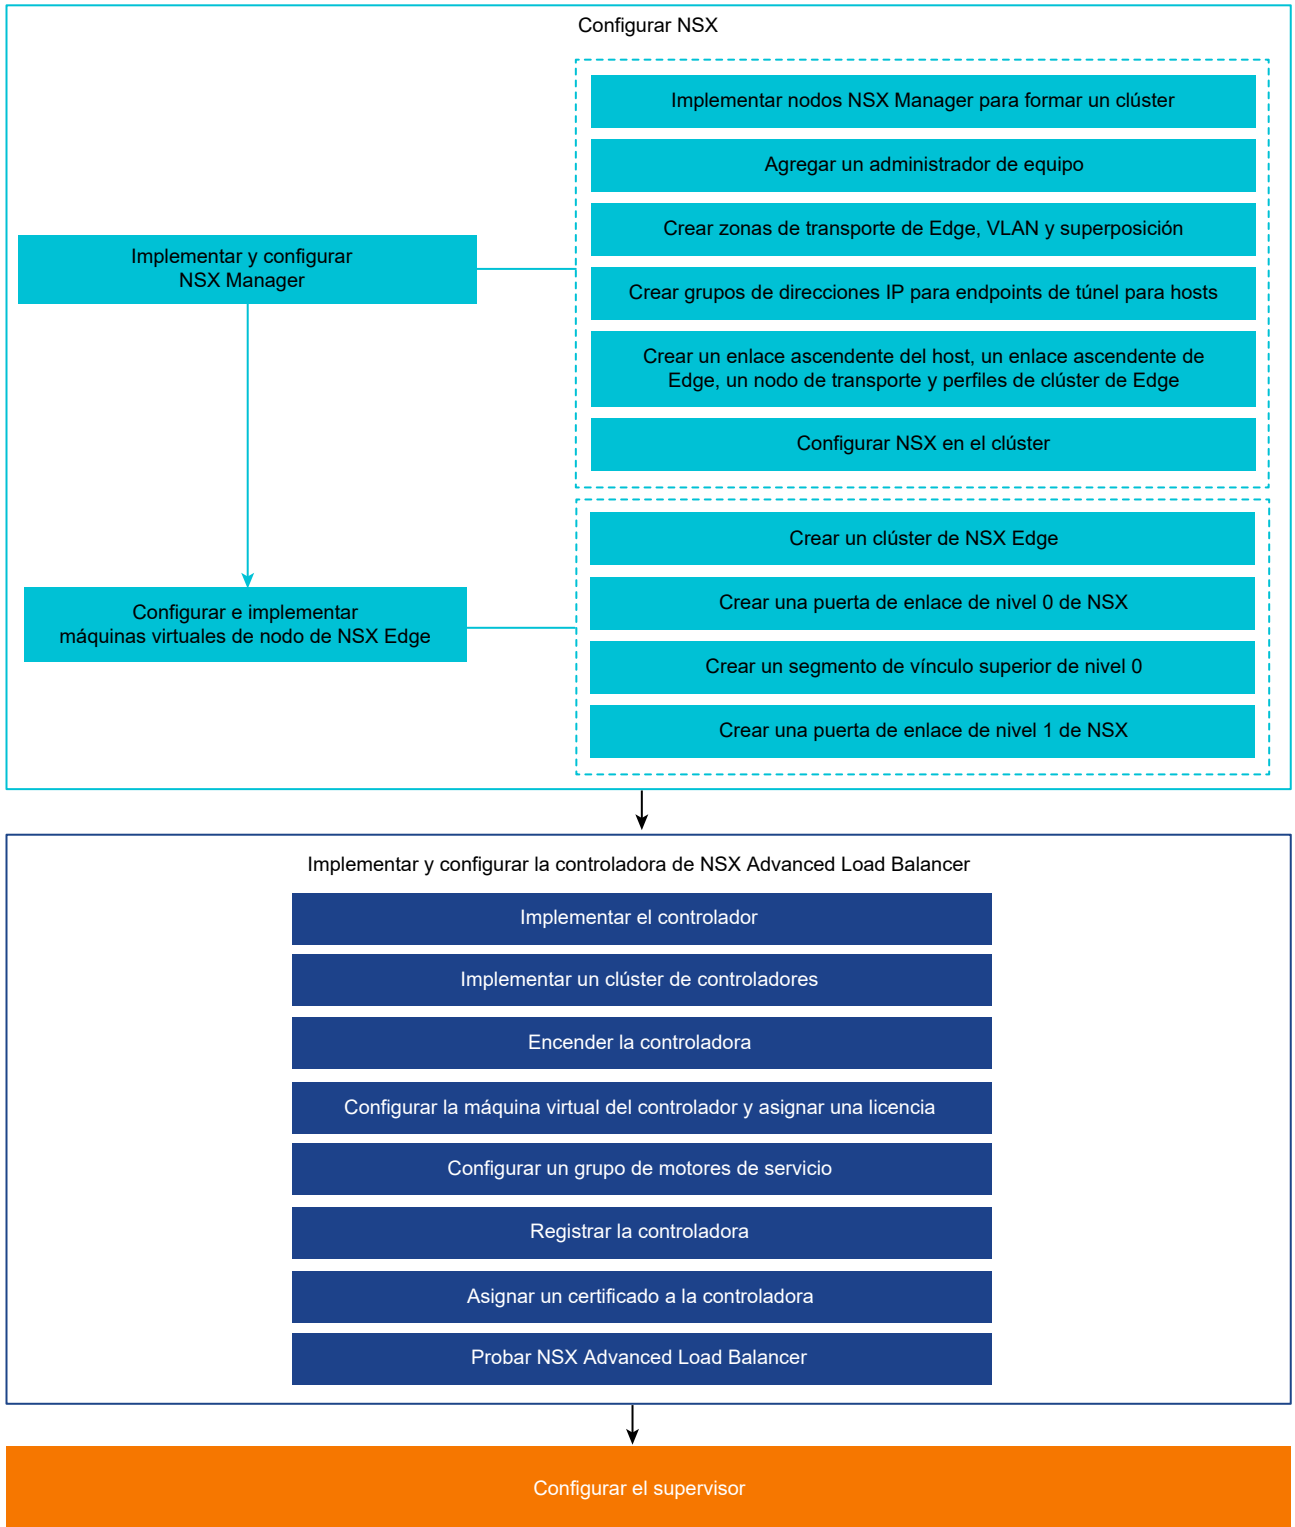 Configurar NSX
Implementar y configurar
NSX Manager
Implementar nodos NSX Manager para formar un clúster
Agregar un administrador de equipo
Crear zonas de transporte de Edge, VLAN y superposición
Crear grupos de direcciones IP para endpoints de túnel para hosts
Crear un enlace ascendente del host, un enlace ascendente de
Edge, un nodo de transporte y perfiles de clúster de Edge
Configurar NSX en el clúster
Configurar e implementar
máquinas virtuales de nodo de NSX Edge
Crear un clúster de NSX Edge
Crear una puerta de enlace de nivel 0 de NSX
Crear un segmento de vínculo superior de nivel 0
Crear una puerta de enlace de nivel 1 de NSX
Implementar y configurar la controladora de NSX Advanced Load Balancer
Implementar el controlador
Implementar un clúster de controladores
Encender la controladora
Configurar la máquina virtual del controlador y asignar una licencia
Configurar un grupo de motores de servicio
Registrar la controladora
Asignar un certificado a la controladora
Probar NSX Advanced Load Balancer
Configurar el supervisor